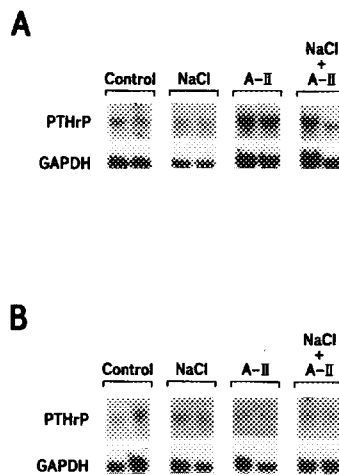 A
NaCl
+
Control NaCl A-II A-II
PTHrP
GAPDH
B
NaCl
+
Control NaCl A-II A-II
PTHrP
GAPDH